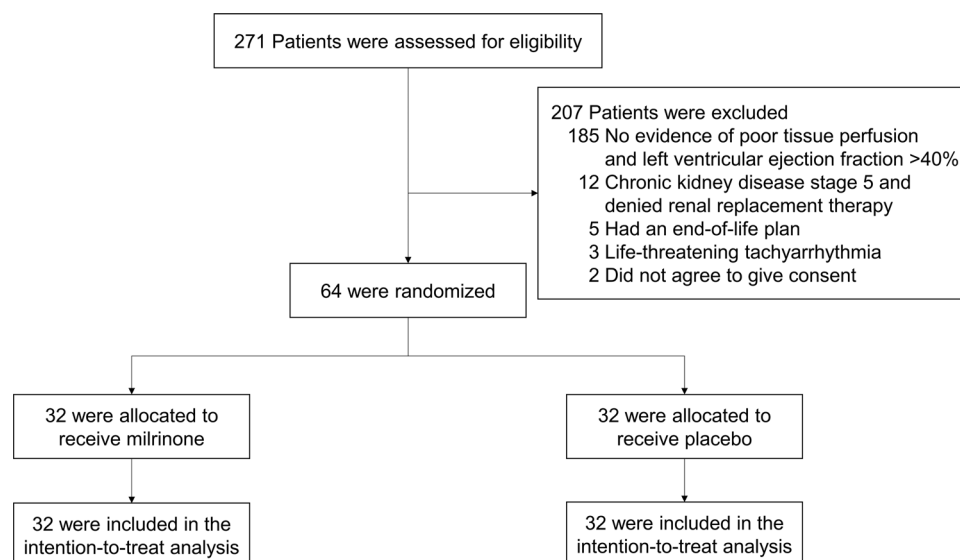 271 Patients were assessed for eligibility
207 Patients were excluded
185 No evidence of poor tissue perfusion
and left ventricular ejection fraction >40%
12 Chronic kidney disease stage 5 and
denied renal replacement therapy
5 Had an end-of-life plan
3 Life-threatening tachyarrhythmia
2 Did not agree to give consent
64 were randomized
32 were allocated to
receive milrinone
32 were allocated to
receive placebo
32 were included in the
intention-to-treat analysis
32 were included in the
intention-to-treat analysis